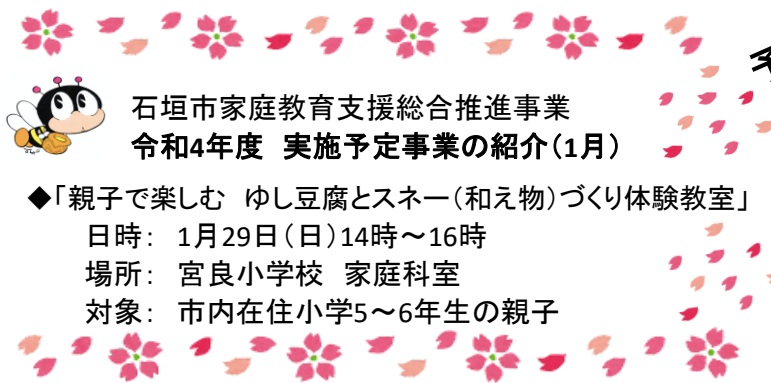 石垣市家庭教育支援総合推進事業
令和4年度 実施予定事業の紹介(1月)
◆「親子で楽しむ ゆし豆腐とスネー(和え物)づくり体験教室」
日時: 1月29日(日)14時~16時
場所: 宮良小学校 家庭科室
対象: 市内在住小学5~6年生の親子